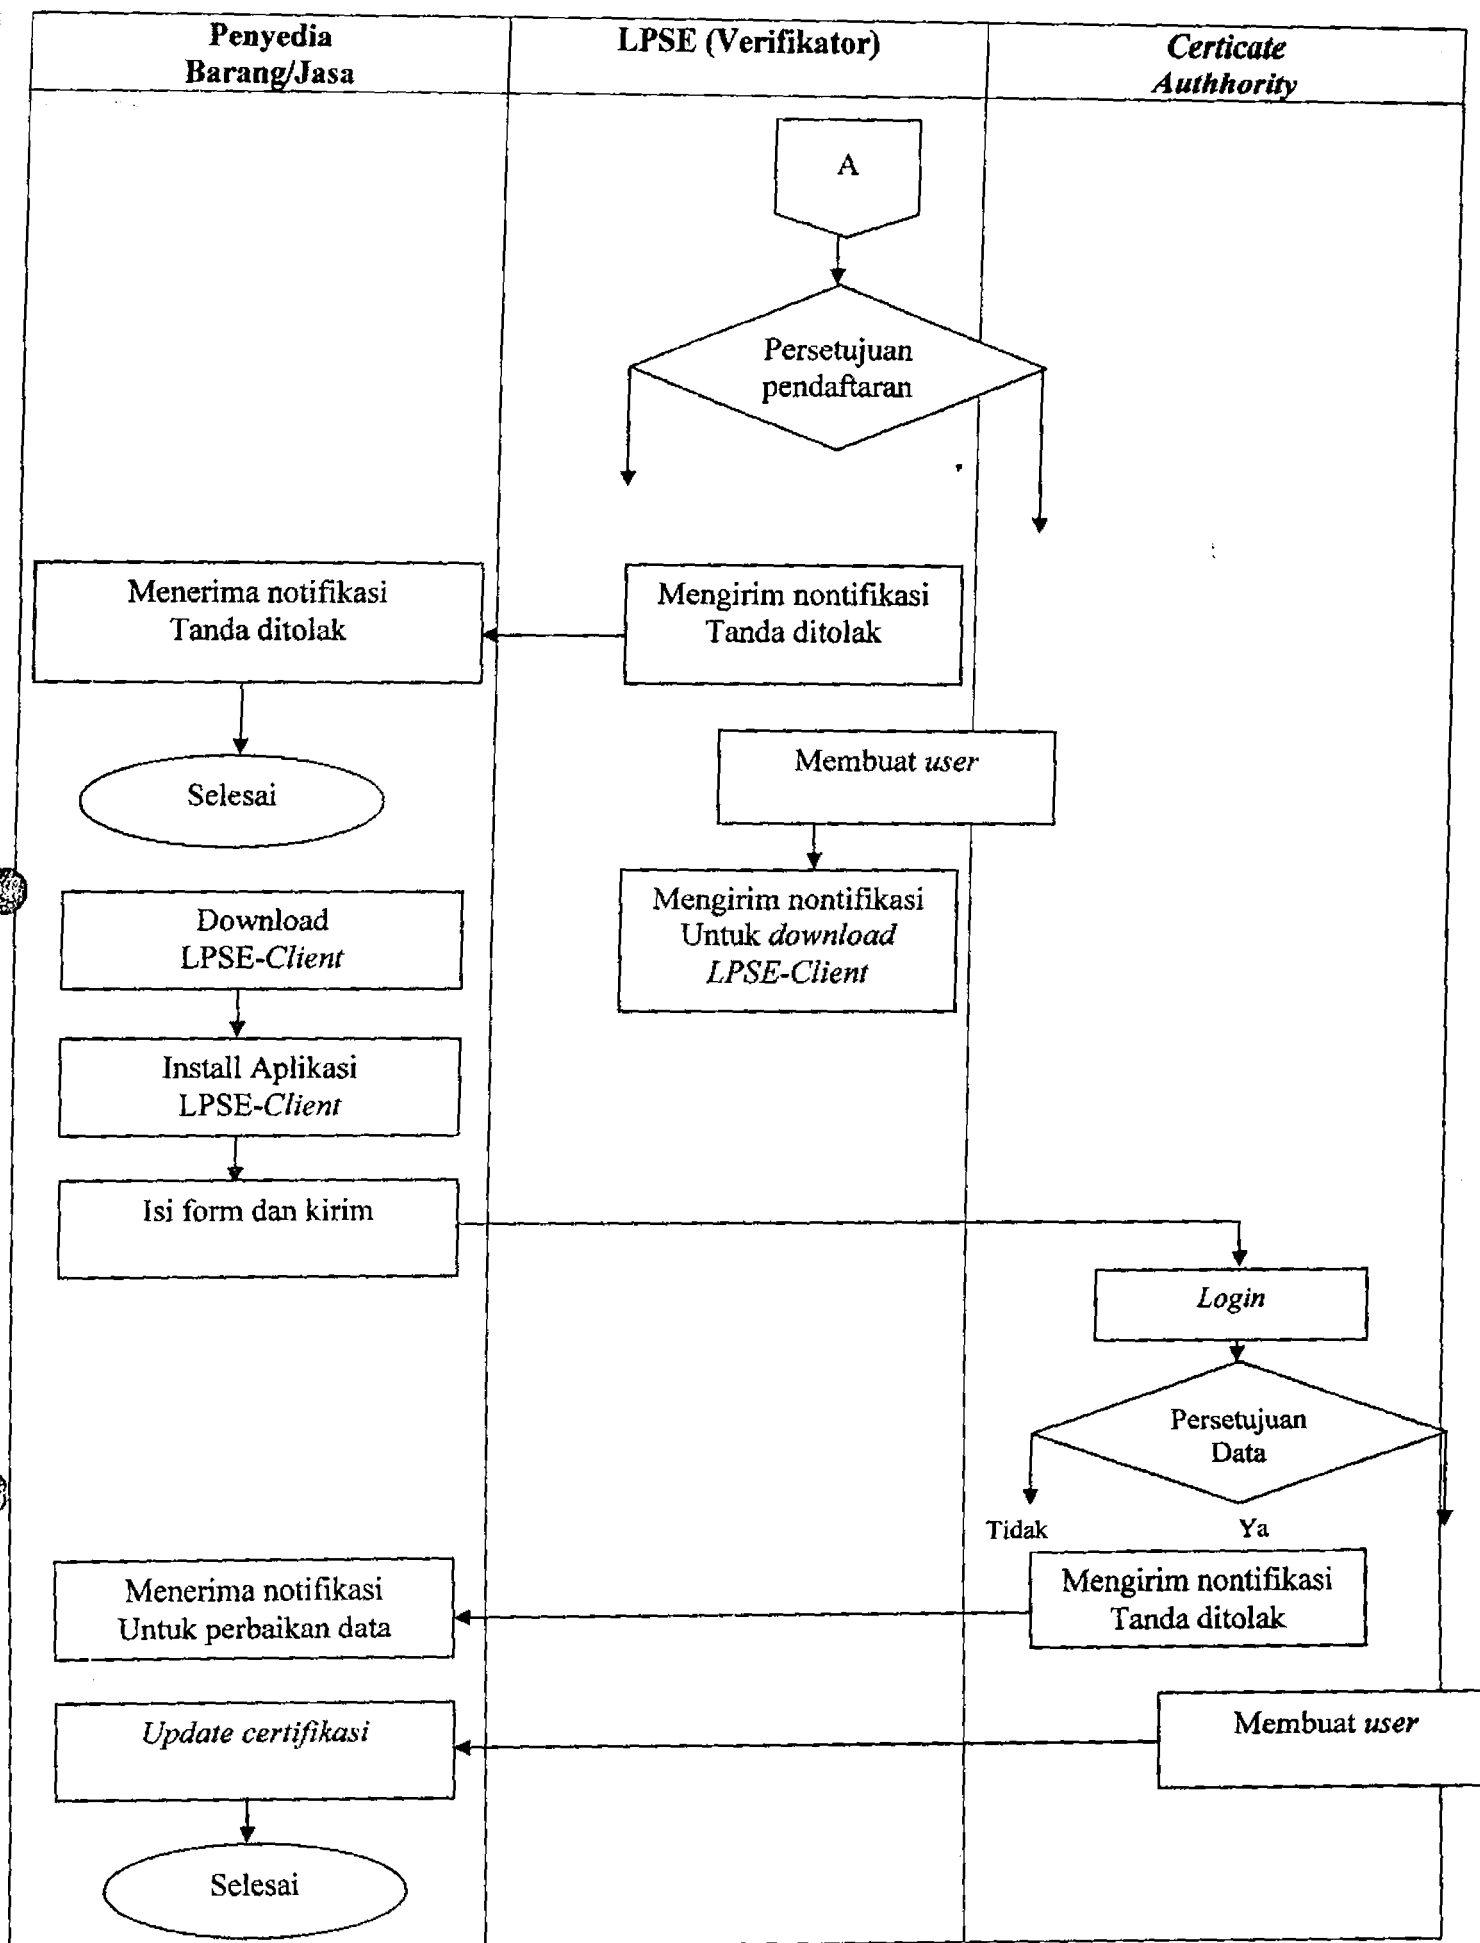 Penyedia
Barang/Jasa
LPSE (Verifikator)
Certicate
Authhority
A
Persetujuan
pendaftaran
Menerima notifikasi
Tanda ditolak
Mengirim nontifikasi
Tanda ditolak
Membuat user
Selesai
Download
LPSE-Client
Mengirim nontifikasi
Untuk download
LPSE-Client
Install Aplikasi
LPSE-Client
Isi form dan kirim
Login
Persetujuan
Data
Tidak
Ya
Menerima notifikasi
Untuk perbaikan data
Mengirim nontifikasi
Tanda ditolak
Update certifikasi
Membuat user
Selesai